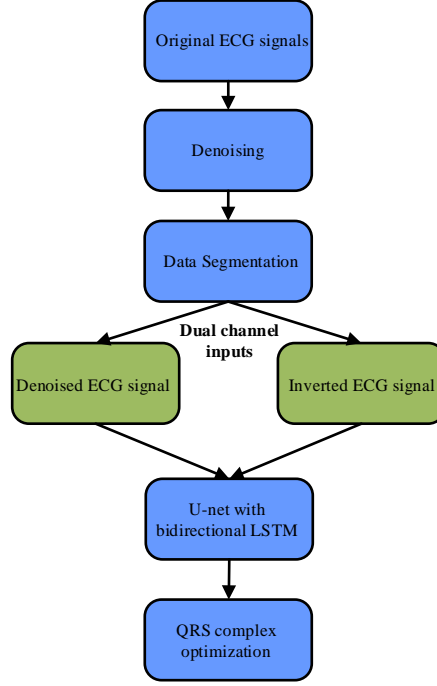 Original ECG signals
Denoising
Data Segmentation
Dual channel
inputs
Denoised ECG signal
Inverted ECG signal
U-net with
bidirectional LSTM
QRS complex
optimization